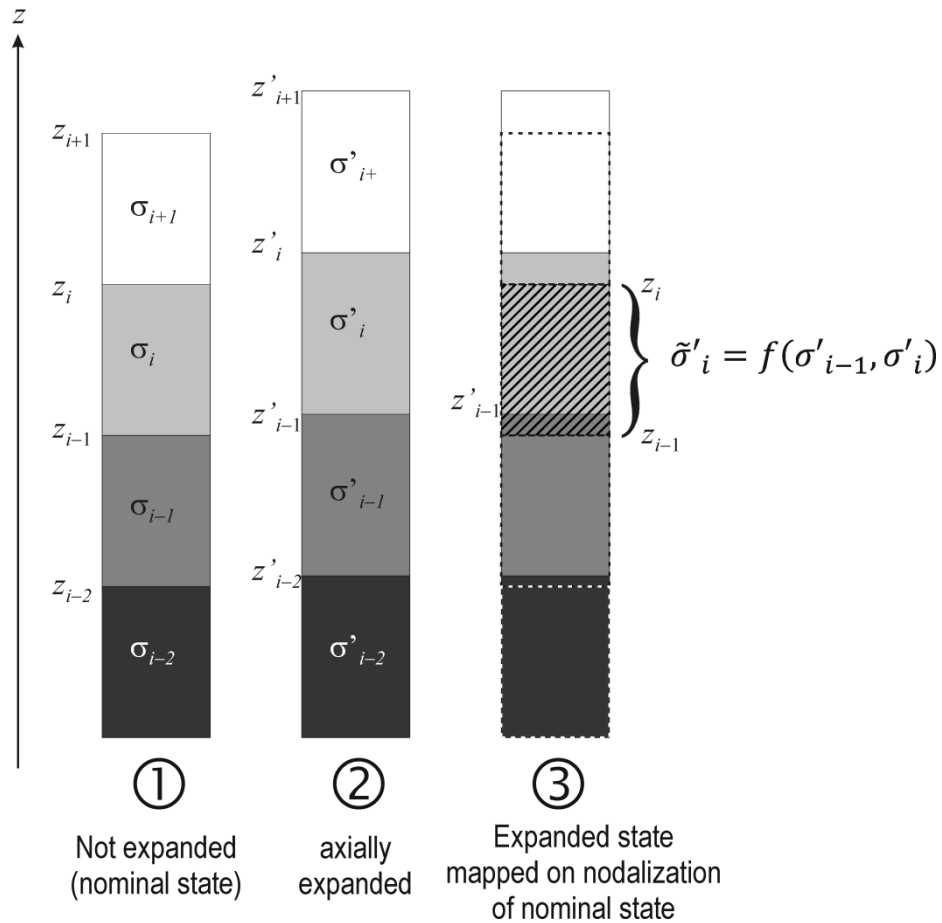 z
z_{i+1}
σ_{i+1}
z_i
σ_i
z_{i–1}
σ_{i–1}
z_{i–2}
σ_{i–2}
①
Not expanded
(nominal state)
z’_{i+1}
σ’_{i+}
z’_i
σ’_i
z’_{i–1}
σ’_{i–1}
z’_{i–2}
σ’_{i–2}
②
axially
expanded
z_i
z’_{i–1}
z_{i–1}
σ̃′_i = f(σ′_{i−1}, σ′_i)
③
Expanded state
mapped on nodalization
of nominal state